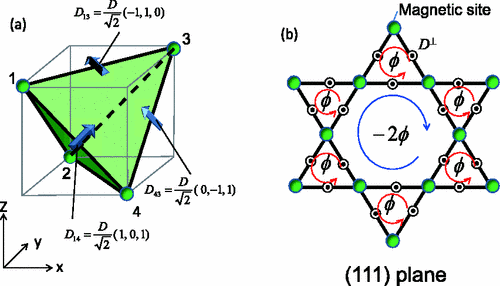 (a)
D₁₃ = D/√2 (-1, 1, 0)
3
1
2
4
D₄₃ = D/√2 (0, -1, 1)
D₁₄ = D/√2 (1, 0, 1)
z
y
x
(b)
Magnetic site
D⊥
ϕ
ϕ
ϕ
-2ϕ
ϕ
ϕ
ϕ
(111) plane